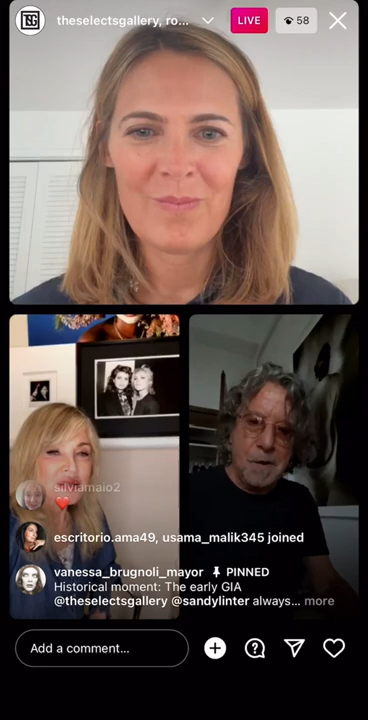 TSG
theselectsgallery, ro...
LIVE
58
silviamaio2
escritorio.ama49, usama_malik345 joined
vanessa_brugnoli_mayor PINNED
Historical moment: The early GIA
@theselectsgallery @sandylinter always... more
Add a comment...